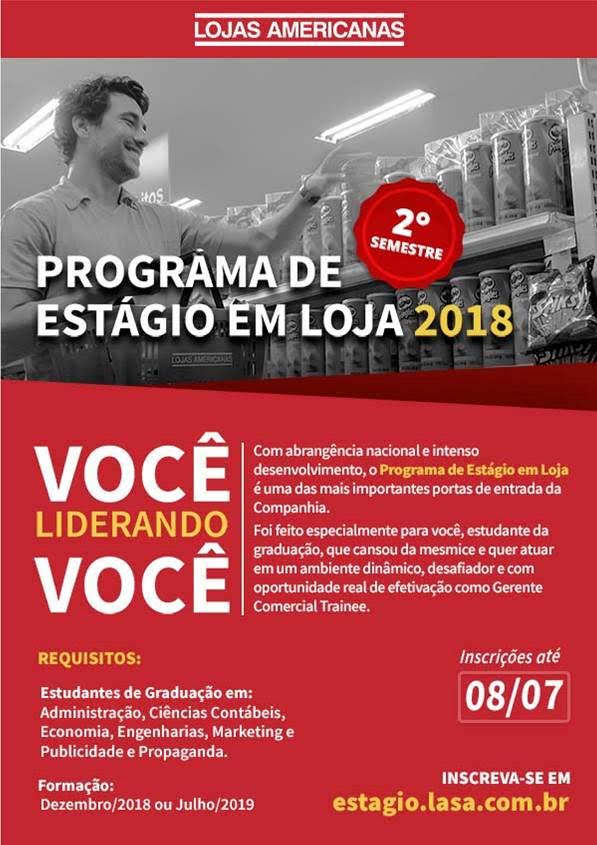 LOJAS AMERICANAS
2º
SEMESTRE
PROGRAMA DE
ESTÁGIO EM LOJA 2018
LOJAS AMERICANAS
VOCÊ
LIDERANDO
VOCÊ
Com abrangência nacional e intenso
desenvolvimento, o Programa de Estágio em Loja
é uma das mais importantes portas de entrada da
Companhia.
Foi feito especialmente para você, estudante da
graduação, que cansou da mesmice e quer atuar
em um ambiente dinâmico, desafiador e com
oportunidade real de efetivação como Gerente
Comercial Trainee.
REQUISITOS:
Estudantes de Graduação em:
Administração, Ciências Contábeis,
Economia, Engenharias, Marketing e
Publicidade e Propaganda.
Formação:
Dezembro/2018 ou Julho/2019
Inscrições até
08/07
INSCREVA-SE EM
estagio.lasa.com.br